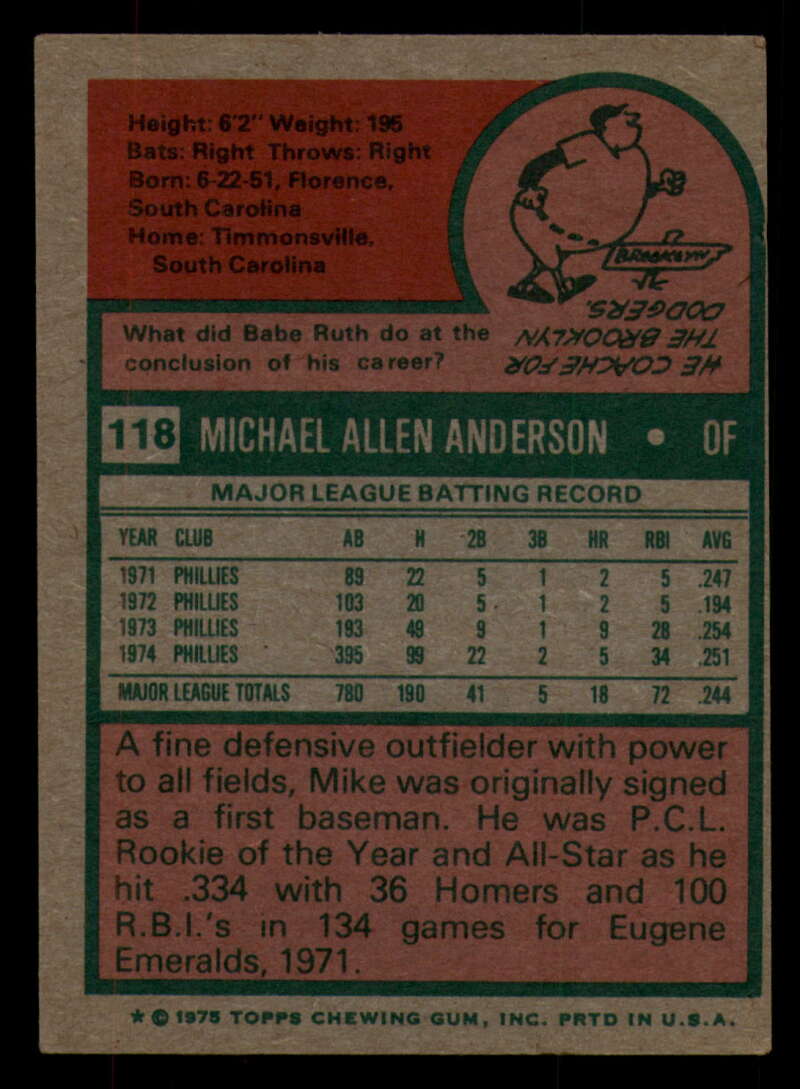 Height: 6'2" Weight: 195
Bats: Right Throws: Right
Born: 6-22-51, Florence,
South Carolina
Home: Timmonsville,
South Carolina
What did Babe Ruth do at the
conclusion of his career?
BROOKLYN
HE COACHED FOR
THE BROOKLYN
DODGERS.
118 MICHAEL ALLEN ANDERSON • OF
MAJOR LEAGUE BATTING RECORD
YEAR CLUB AB H 2B 3B HR RBI AVG
1971 PHILLIES 89 22 5 1 2 5 .247
1972 PHILLIES 103 20 5 1 2 5 .194
1973 PHILLIES 193 49 9 1 9 28 .254
1974 PHILLIES 395 99 22 2 5 34 .251
MAJOR LEAGUE TOTALS 780 190 41 5 18 72 .244
A fine defensive outfielder with power
to all fields, Mike was originally signed
as a first baseman. He was P.C.L.
Rookie of the Year and All-Star as he
hit .334 with 36 Homers and 100
R.B.I.'s in 134 games for Eugene
Emeralds, 1971.
* © 1975 TOPPS CHEWING GUM, INC. PRTD IN U.S.A.